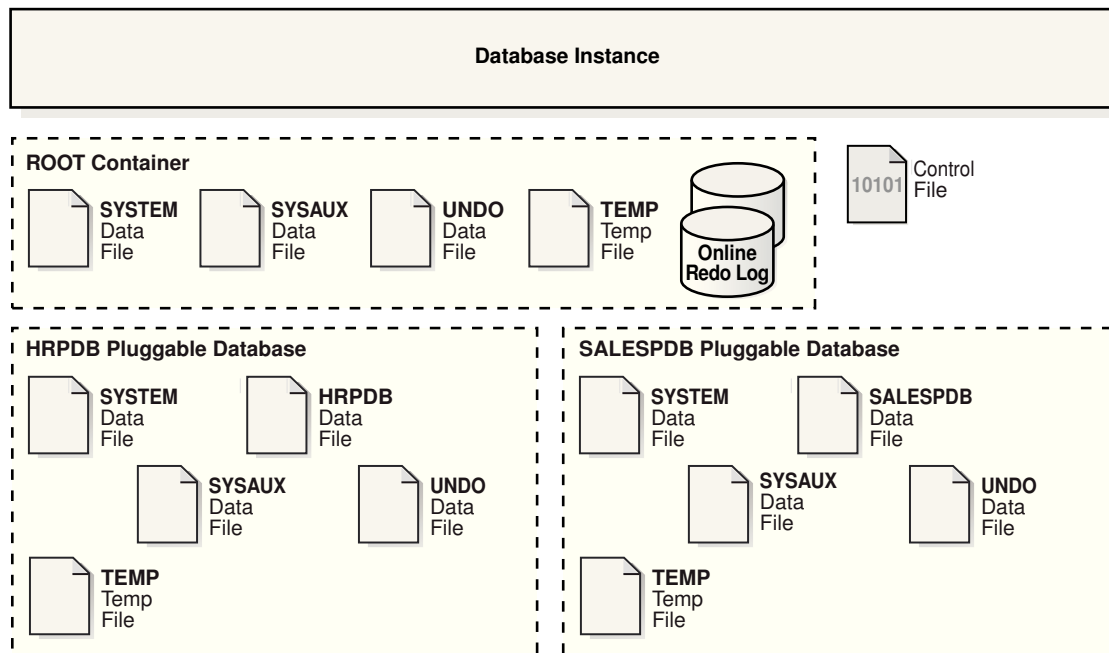 Database Instance
ROOT Container
SYSTEM
Data
File
SYSAUX
Data
File
UNDO
Data
File
TEMP
Temp
File
Online
Redo Log
10101
Control
File
HRPDB Pluggable Database
SYSTEM
Data
File
HRPDB
Data
File
SYSAUX
Data
File
UNDO
Data
File
TEMP
Temp
File
SALESPDB Pluggable Database
SYSTEM
Data
File
SALESPDB
Data
File
SYSAUX
Data
File
UNDO
Data
File
TEMP
Temp
File